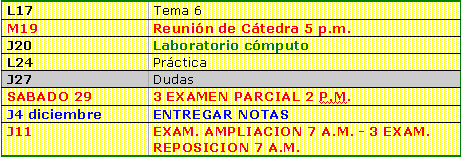 L17 Tema 6
M19 Reunión de Cátedra 5 p.m.
J20 Laboratorio cómputo
L24 Práctica
J27 Dudas
SABADO 29 3 EXAMEN PARCIAL 2 P.M.
J4 diciembre ENTREGAR NOTAS
J11 EXAM. AMPLIACION 7 A.M. - 3 EXAM.
REPOSICION 7 A.M.